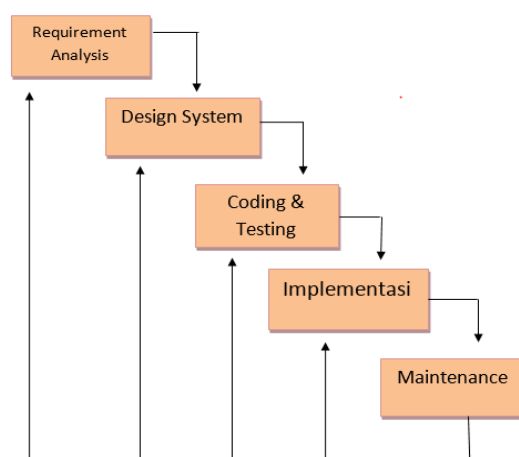 Requirement
Analysis
Design System
Coding &
Testing
Implementasi
Maintenance